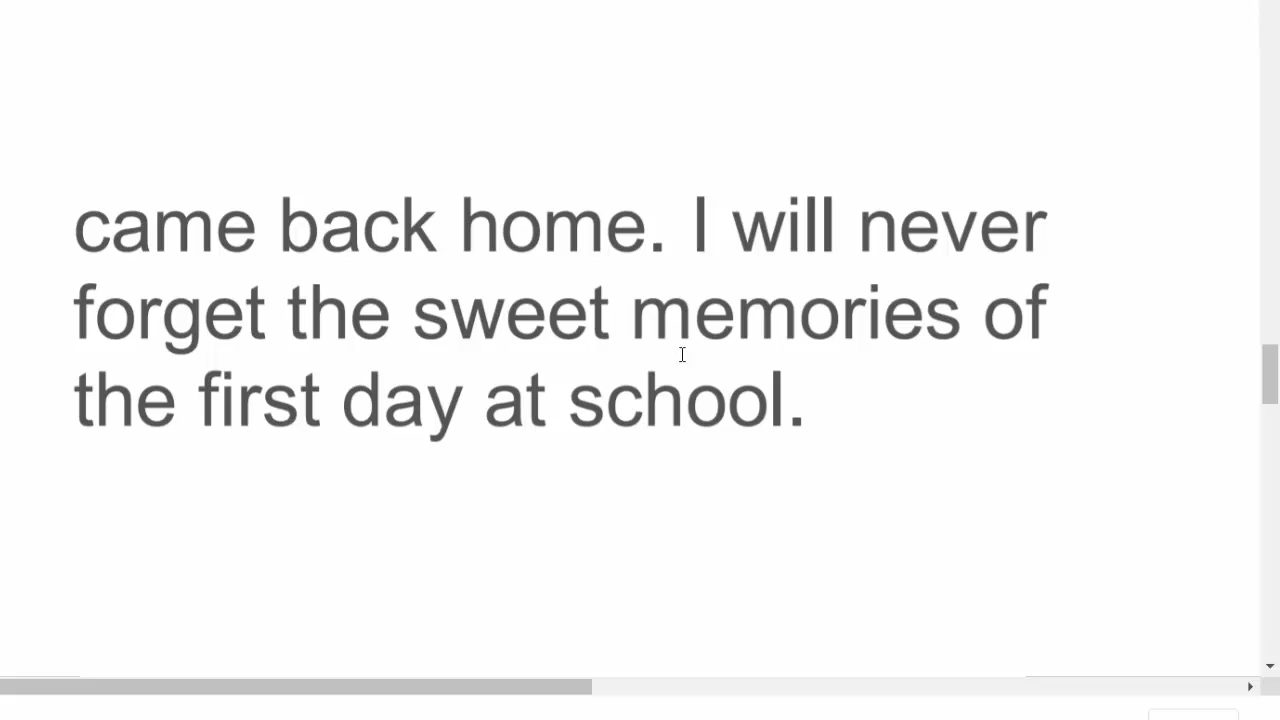 came back home. I will never
forget the sweet memories of
the first day at school.